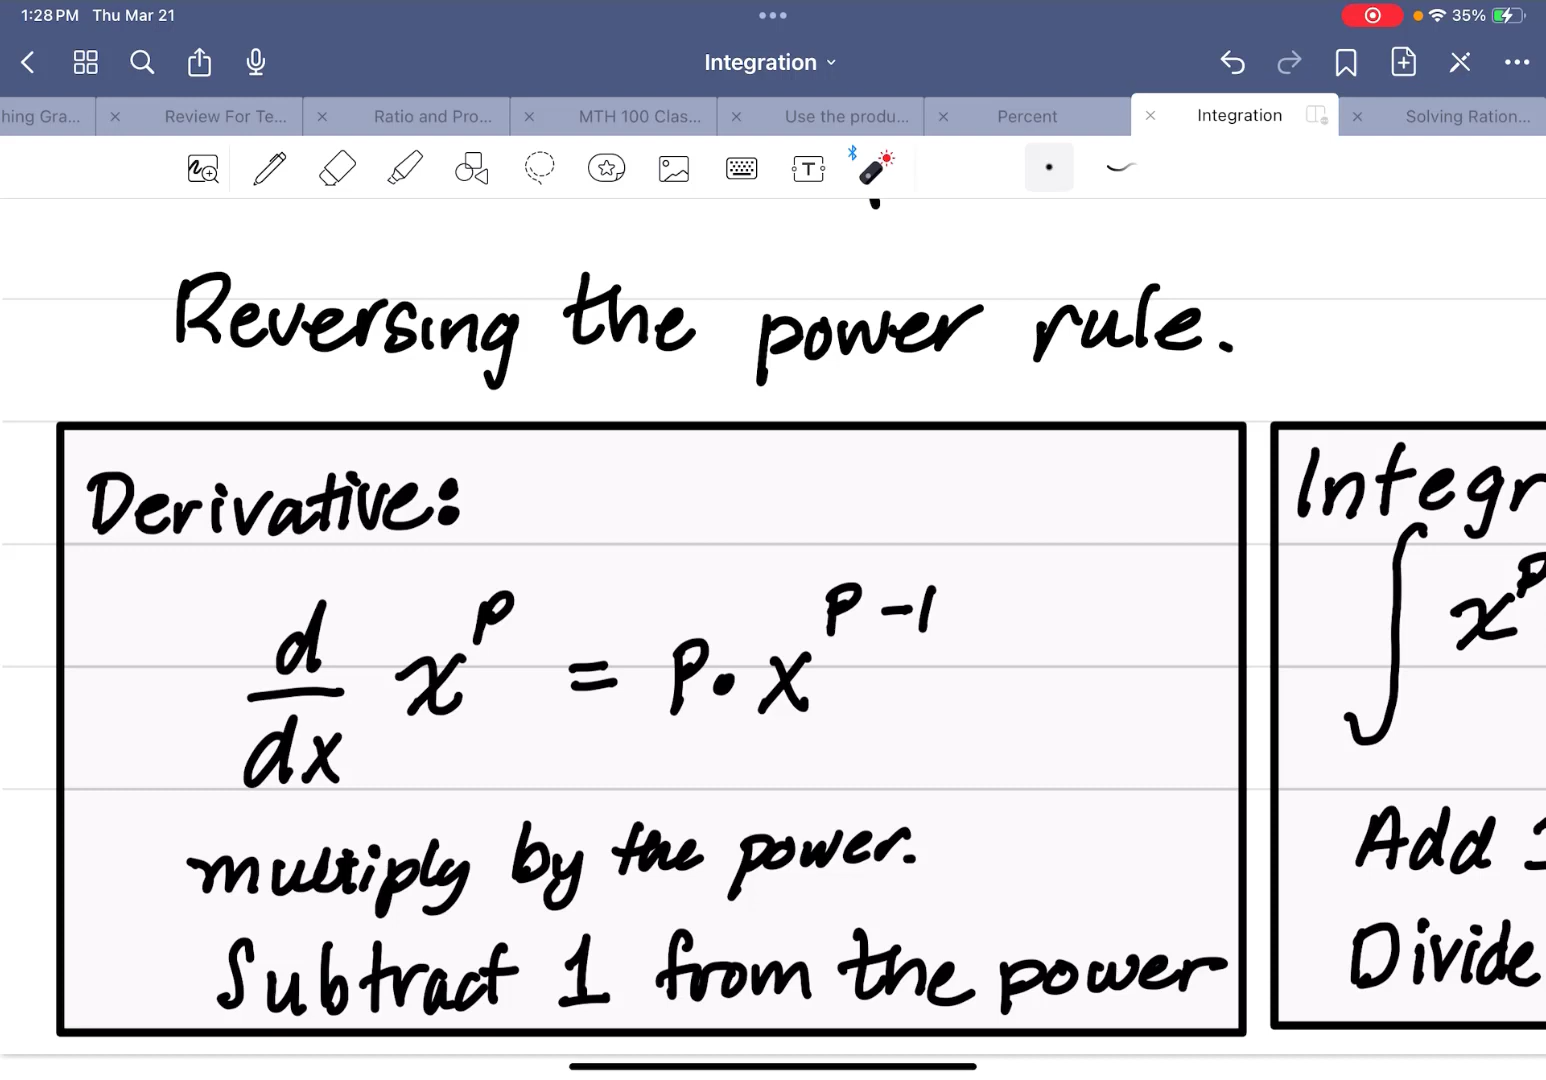 1:28 PM Thu Mar 21
35%
Integration
hing Gra...
Review For Te...
Ratio and Pro...
MTH 100 Clas...
Use the produ...
Percent
Integration
Solving Ration...
T
Reversing the power rule.
Derivative:
d/dx x^p = p · x^(p-1)
multiply by the power.
Subtract 1 from the power
Integr
∫ x^p
Add 1
Divide